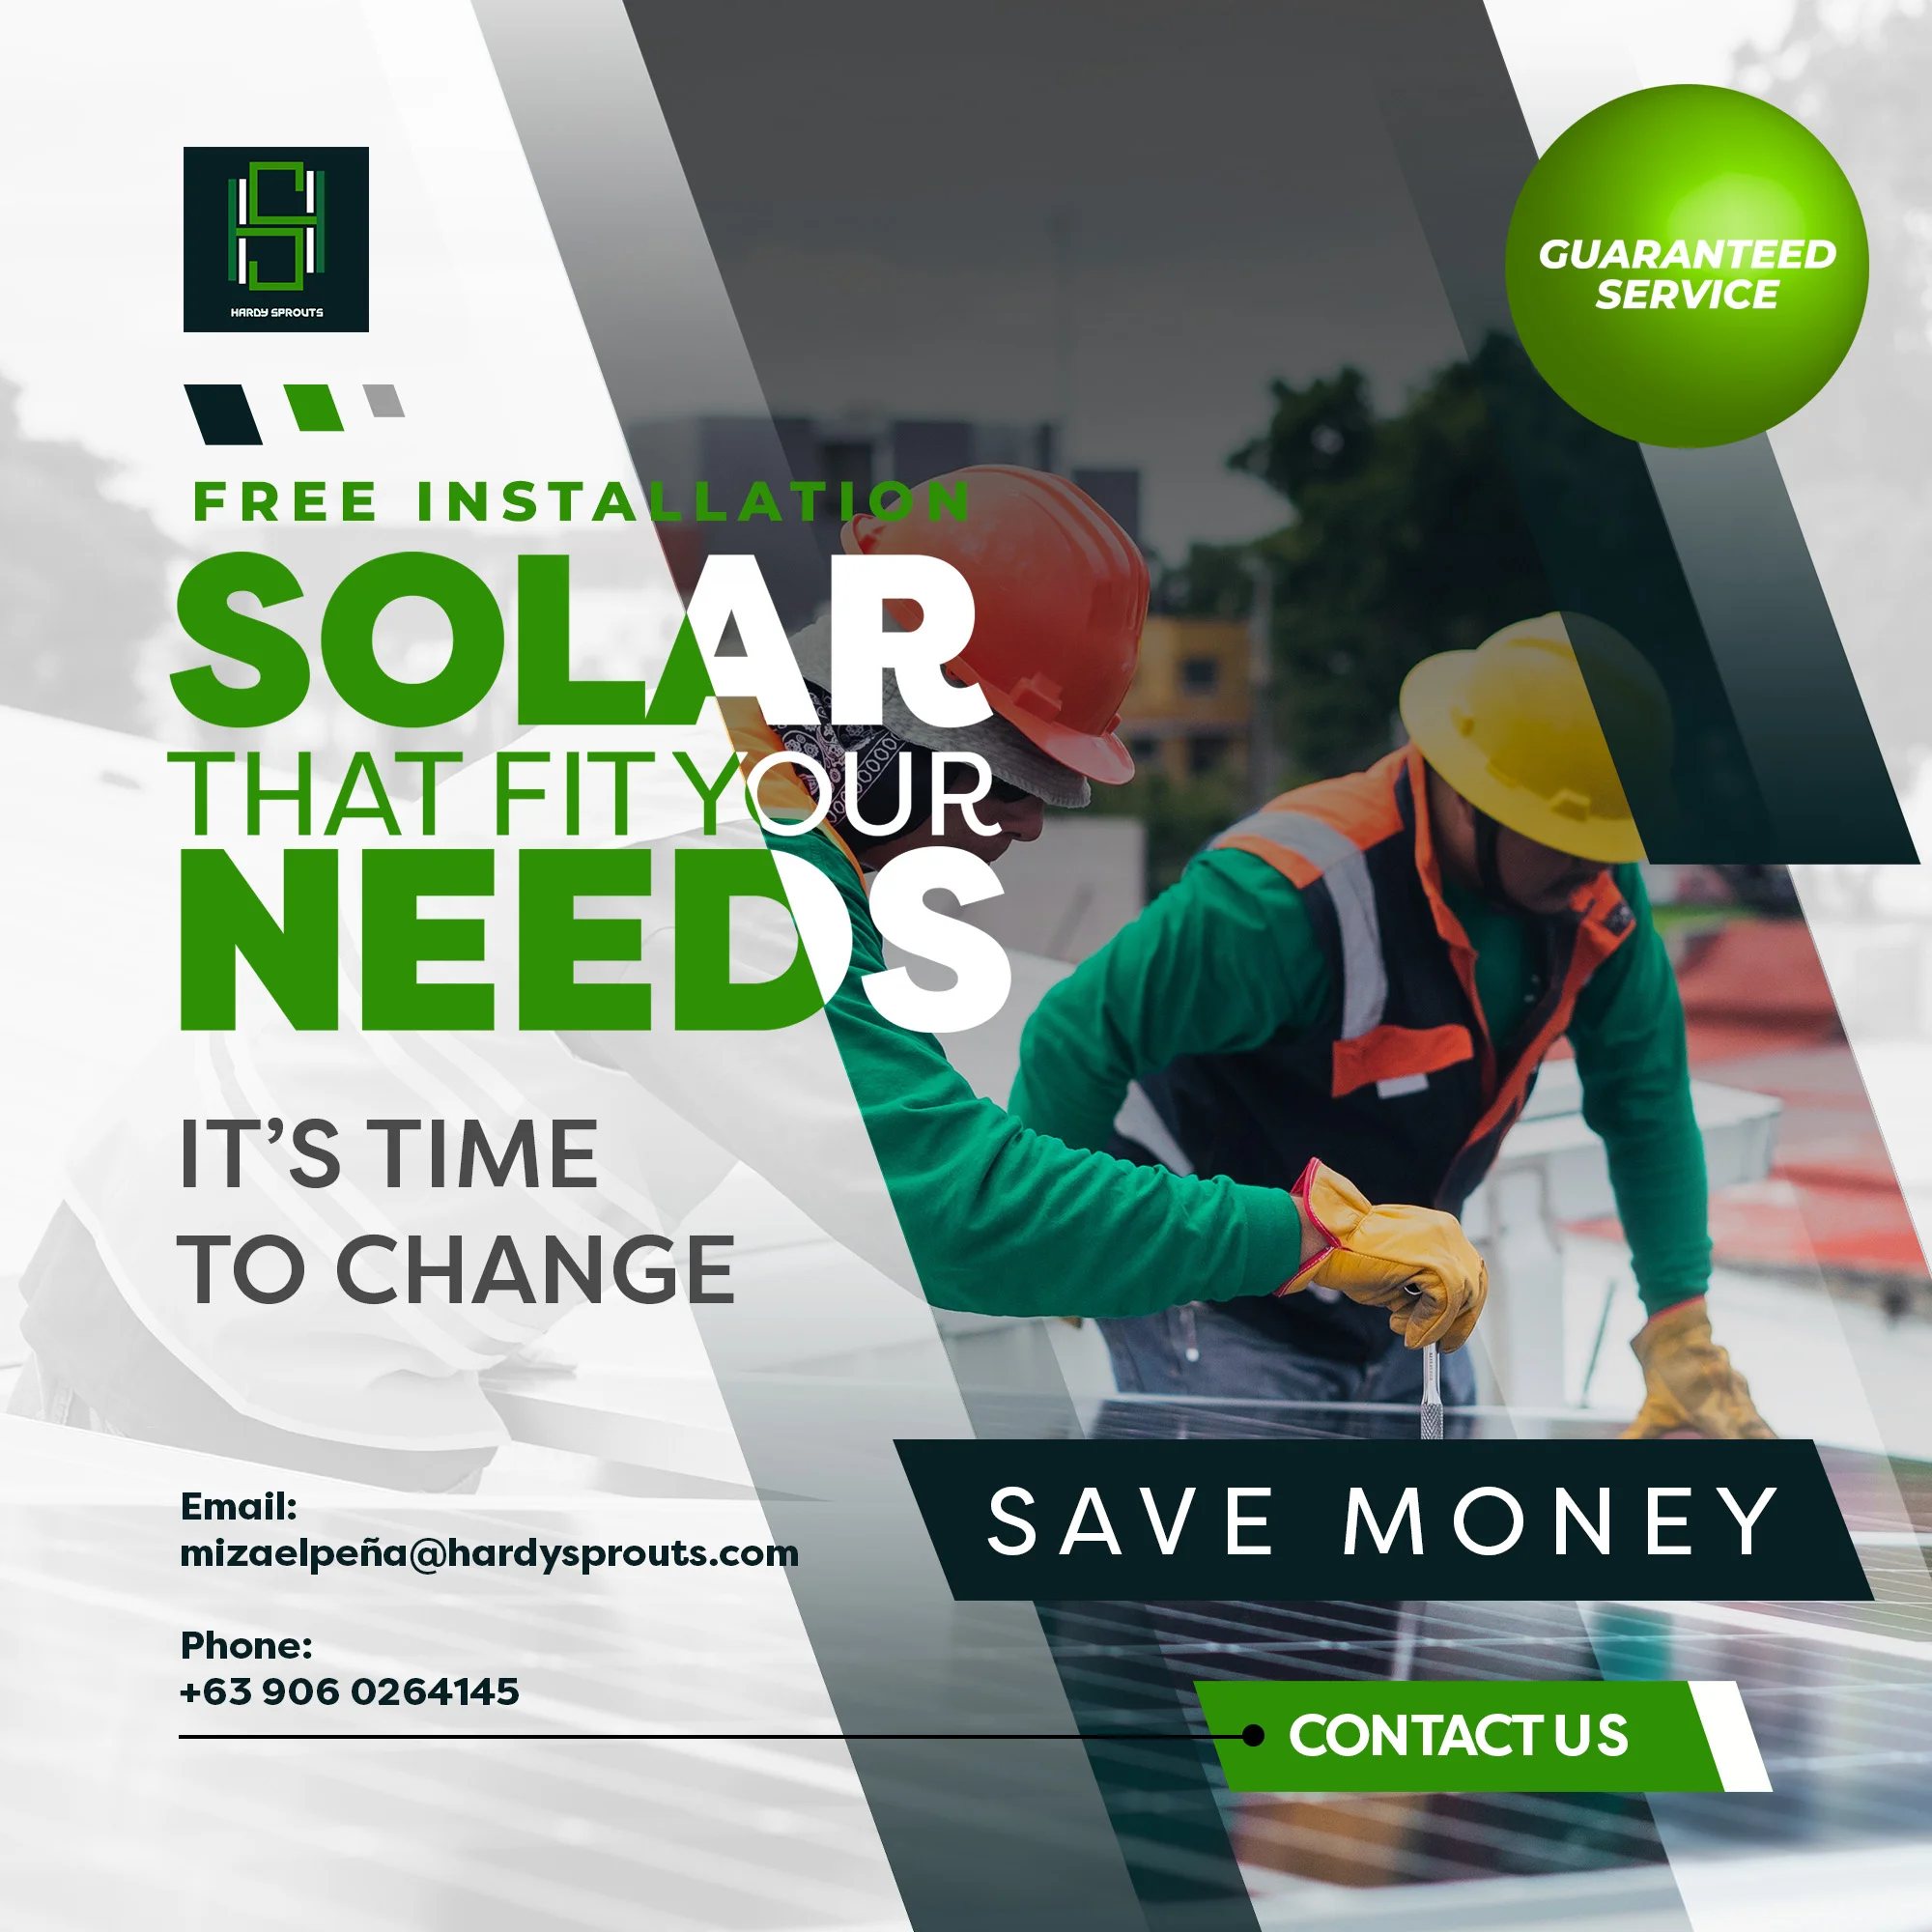 HARDY SPROUTS
GUARANTEED
SERVICE
FREE INSTALLATION
SOLAR
THAT FIT YOUR
NEEDS
IT’S TIME
TO CHANGE
Email:
mizaelpeña@hardysprouts.com
SAVE MONEY
Phone:
+63 906 0264145
CONTACT US